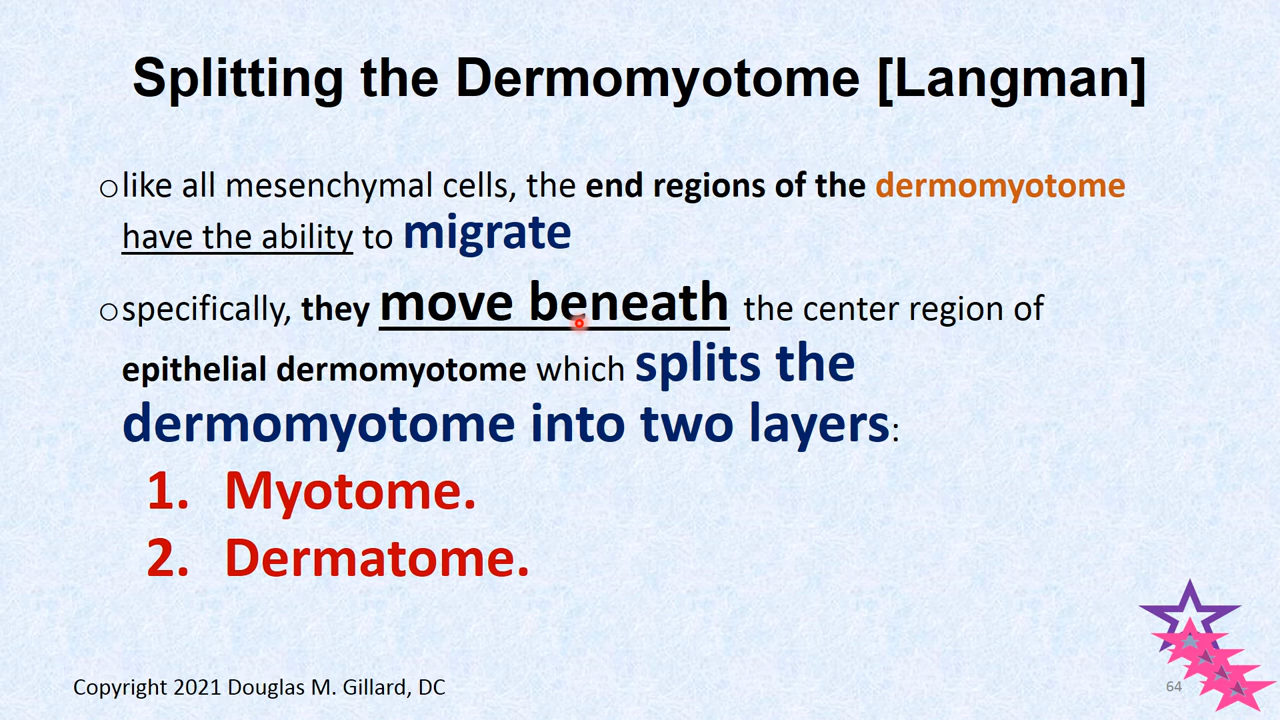 Splitting the Dermomyotome [Langman]
○like all mesenchymal cells, the end regions of the dermomyotome
have the ability to migrate
○specifically, they move beneath the center region of
epithelial dermomyotome which splits the
dermomyotome into two layers:
1. Myotome.
2. Dermatome.
Copyright 2021 Douglas M. Gillard, DC
64